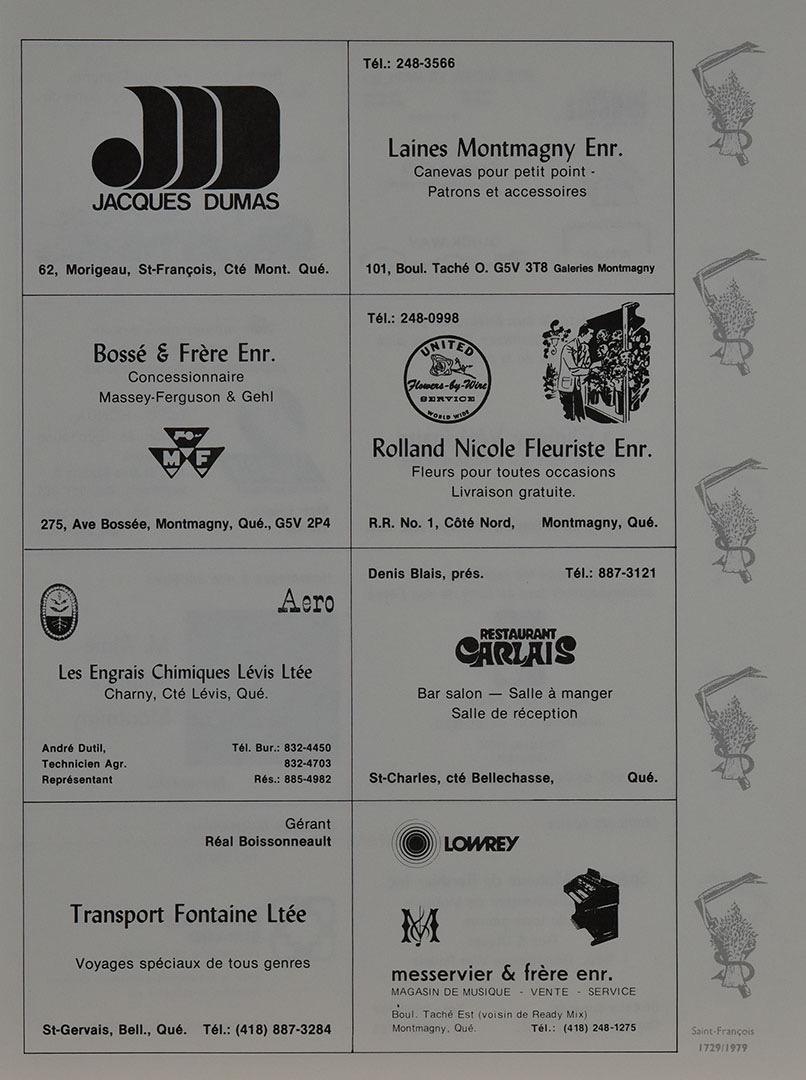 JACQUES DUMAS
62, Morigeau, St-François, Cté Mont. Qué.
Tél.: 248-3566
Laines Montmagny Enr.
Canevas pour petit point -
Patrons et accessoires
101, Boul. Taché O. G5V 3T8 Galeries Montmagny
Bossé & Frère Enr.
Concessionnaire
Massey-Ferguson & Gehl
MF
275, Ave Bossée, Montmagny, Qué., G5V 2P4
Tél.: 248-0998
UNITED
Flowers-by-Wire
SERVICE
WORLD WIDE
Rolland Nicole Fleuriste Enr.
Fleurs pour toutes occasions
Livraison gratuite.
R.R. No. 1, Côté Nord, Montmagny, Qué.
Aero
Les Engrais Chimiques Lévis Ltée
Charny, Cté Lévis, Qué.
André Dutil, Tél. Bur.: 832-4450
Technicien Agr. 832-4703
Représentant Rés.: 885-4982
Denis Blais, prés. Tél.: 887-3121
RESTAURANT
CARLAIS
Bar salon — Salle à manger
Salle de réception
St-Charles, cté Bellechasse, Qué.
Gérant
Réal Boissonneault
Transport Fontaine Ltée
Voyages spéciaux de tous genres
St-Gervais, Bell., Qué. Tél.: (418) 887-3284
LOWREY
M
messervier & frère enr.
MAGASIN DE MUSIQUE - VENTE - SERVICE
Boul. Taché Est (voisin de Ready Mix)
Montmagny, Qué. Tél.: (418) 248-1275
Saint-François
1729/1979